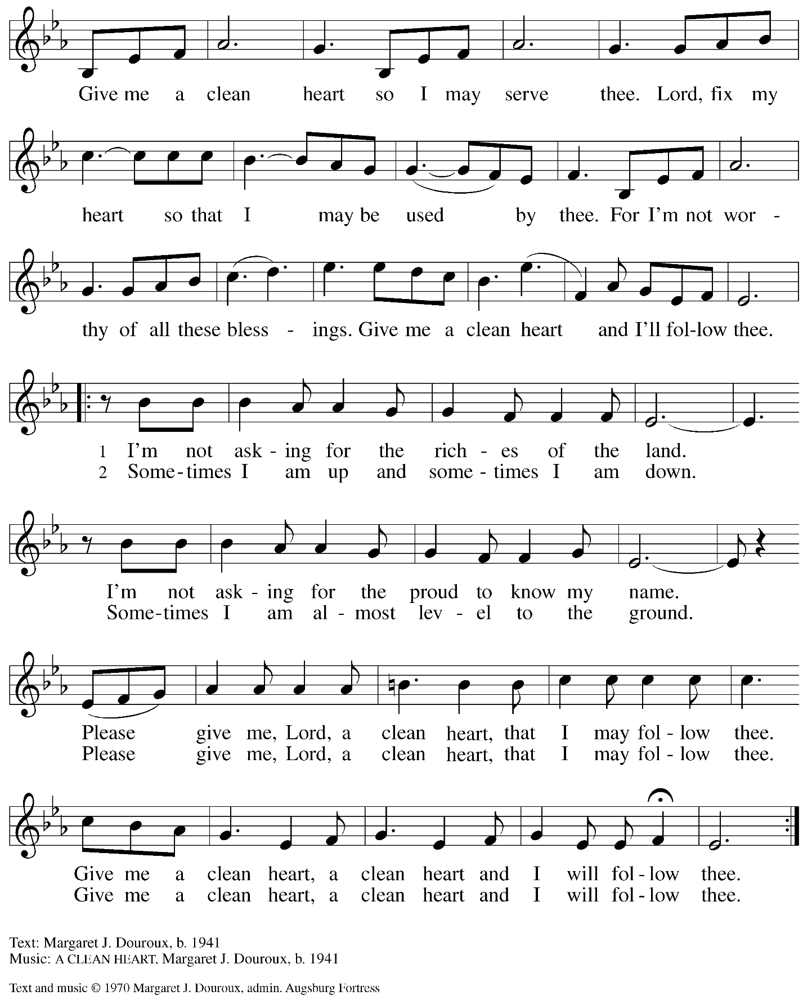 Give me a clean heart so I may serve thee. Lord, fix my
heart so that I may be used by thee. For I'm not wor -
thy of all these bless - ings. Give me a clean heart and I'll fol-low thee.
1 I'm not ask - ing for the rich - es of the land.
2 Some-times I am up and some - times I am down.
I'm not ask - ing for the proud to know my name.
Some-times I am al - most lev - el to the ground.
Please give me, Lord, a clean heart, that I may fol - low thee.
Please give me, Lord, a clean heart, that I may fol - low thee.
Give me a clean heart, a clean heart and I will fol - low thee.
Give me a clean heart, a clean heart and I will fol - low thee.
Text: Margaret J. Douroux, b. 1941
Music: A CLEAN HEART, Margaret J. Douroux, b. 1941
Text and music © 1970 Margaret J. Douroux, admin. Augsburg Fortress